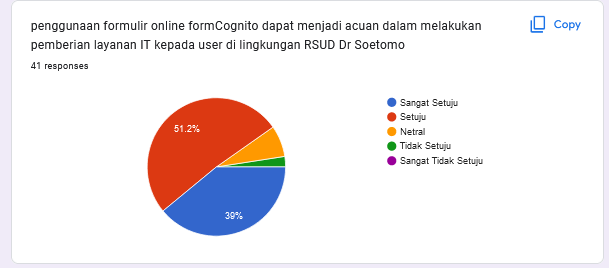 penggunaan formulir online formCognito dapat menjadi acuan dalam melakukan
pemberian layanan IT kepada user di lingkungan RSUD Dr Soetomo
Copy
41 responses
51.2%
39%
Sangat Setuju
Setuju
Netral
Tidak Setuju
Sangat Tidak Setuju